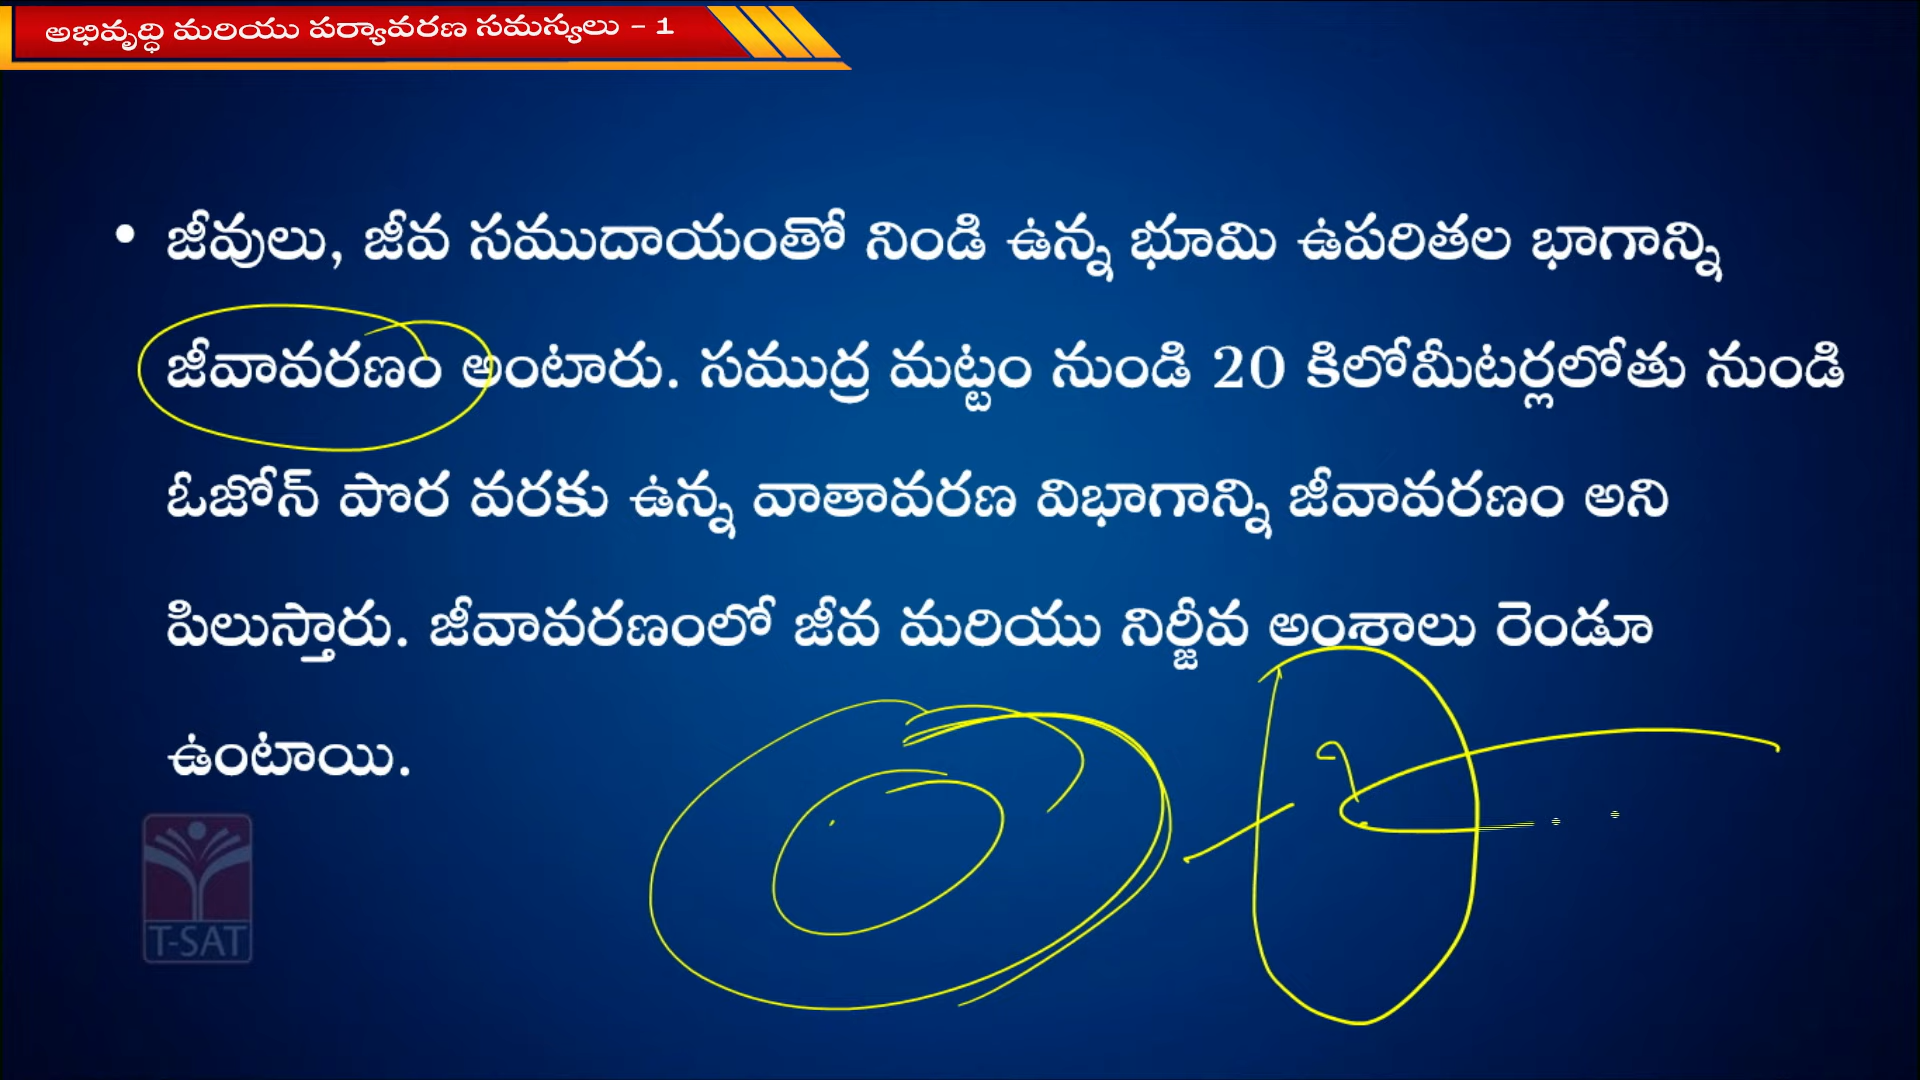 అభివృద్ధి మరియు పర్యావరణ సమస్యలు - 1
• జీవులు, జీవ సముదాయంతో నిండి ఉన్న భూమి ఉపరితల భాగాన్ని
జీవావరణం అంటారు. సముద్ర మట్టం నుండి 20 కిలోమీటర్లలోతు నుండి
ఓజోన్ పొర వరకు ఉన్న వాతావరణ విభాగాన్ని జీవావరణం అని
పిలుస్తారు. జీవావరణంలో జీవ మరియు నిర్జీవ అంశాలు రెండూ
ఉంటాయి.
T-SAT